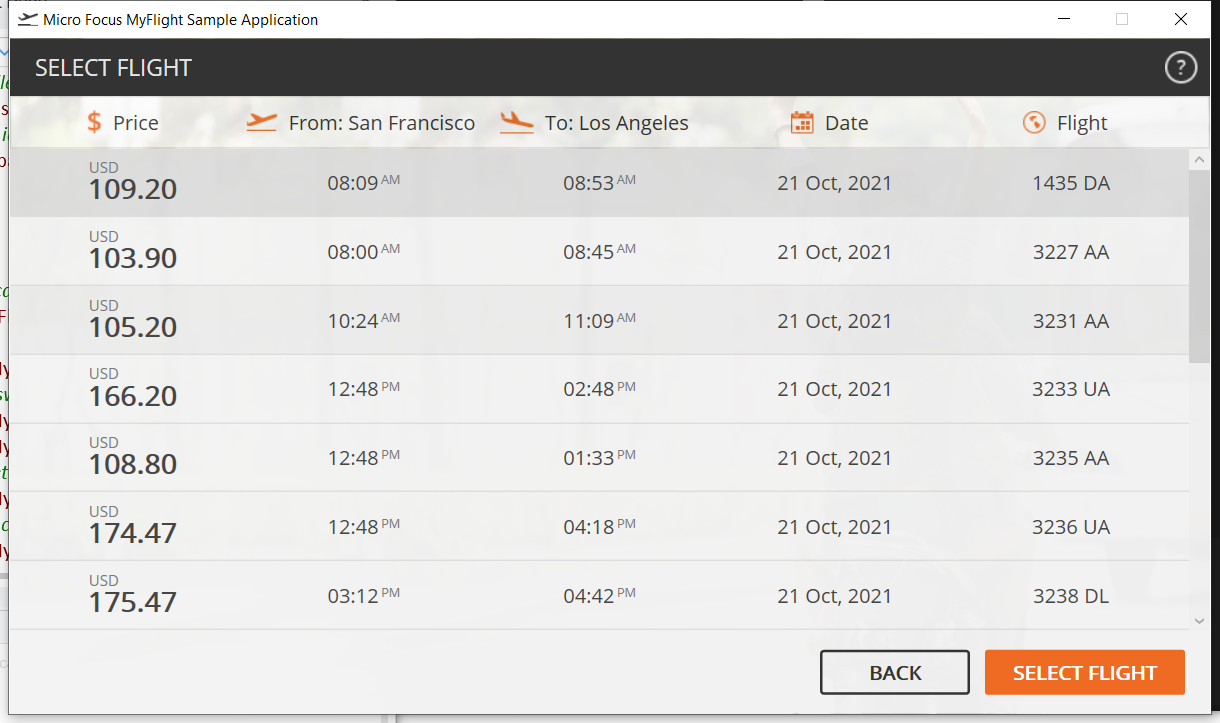 Micro Focus MyFlight Sample Application
SELECT FLIGHT ?
$ Price From: San Francisco To: Los Angeles Date Flight
USD
109.20 08:09 AM 08:53 AM 21 Oct, 2021 1435 DA
USD
103.90 08:00 AM 08:45 AM 21 Oct, 2021 3227 AA
USD
105.20 10:24 AM 11:09 AM 21 Oct, 2021 3231 AA
USD
166.20 12:48 PM 02:48 PM 21 Oct, 2021 3233 UA
USD
108.80 12:48 PM 01:33 PM 21 Oct, 2021 3235 AA
USD
174.47 12:48 PM 04:18 PM 21 Oct, 2021 3236 UA
USD
175.47 03:12 PM 04:42 PM 21 Oct, 2021 3238 DL
BACK SELECT FLIGHT